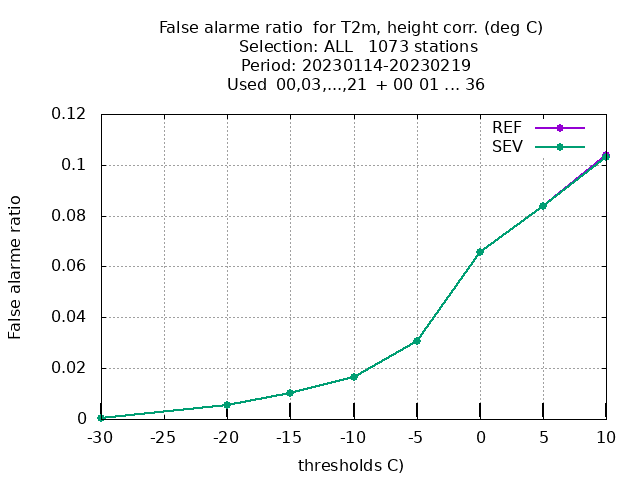 False alarme ratio  for T2m, height corr. (deg C)
Selection: ALL   1073 stations
Period: 20230114-20230219
Used  00,03,...,21  + 00 01 ... 36
REF
SEV
0.12
0.1
0.08
0.06
0.04
0.02
0
False alarme ratio
-30 -25 -20 -15 -10 -5 0 5 10
thresholds C)